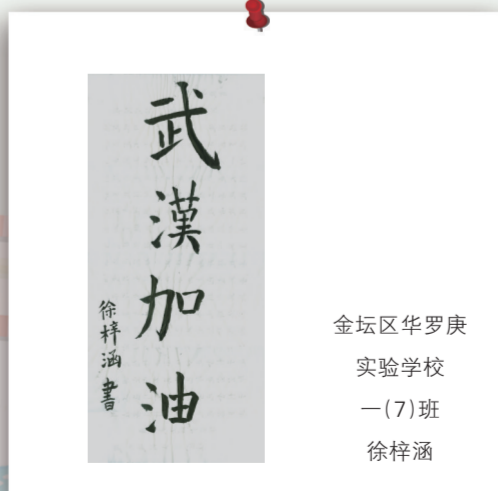 武漢加油
徐梓涵書
金坛区华罗庚
实验学校
一(7)班
徐梓涵